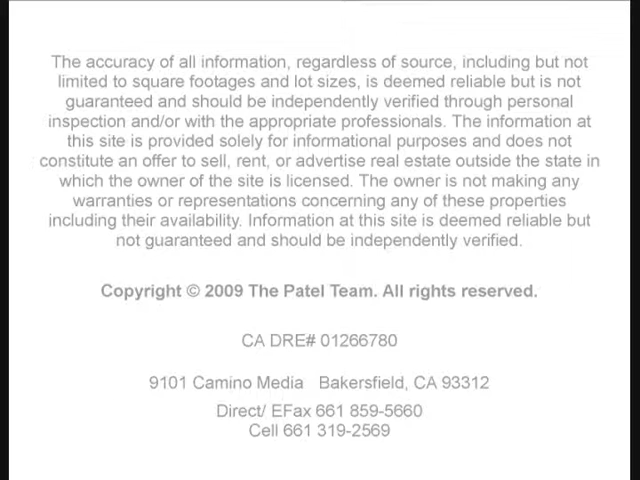 The accuracy of all information, regardless of source, including but not
limited to square footages and lot sizes, is deemed reliable but is not
guaranteed and should be independently verified through personal
inspection and/or with the appropriate professionals. The information at
this site is provided solely for informational purposes and does not
constitute an offer to sell, rent, or advertise real estate outside the state in
which the owner of the site is licensed. The owner is not making any
warranties or representations concerning any of these properties
including their availability. Information at this site is deemed reliable but
not guaranteed and should be independently verified.
Copyright © 2009 The Patel Team. All rights reserved.
CA DRE# 01266780
9101 Camino Media Bakersfield, CA 93312
Direct/ EFax 661 859-5660
Cell 661 319-2569